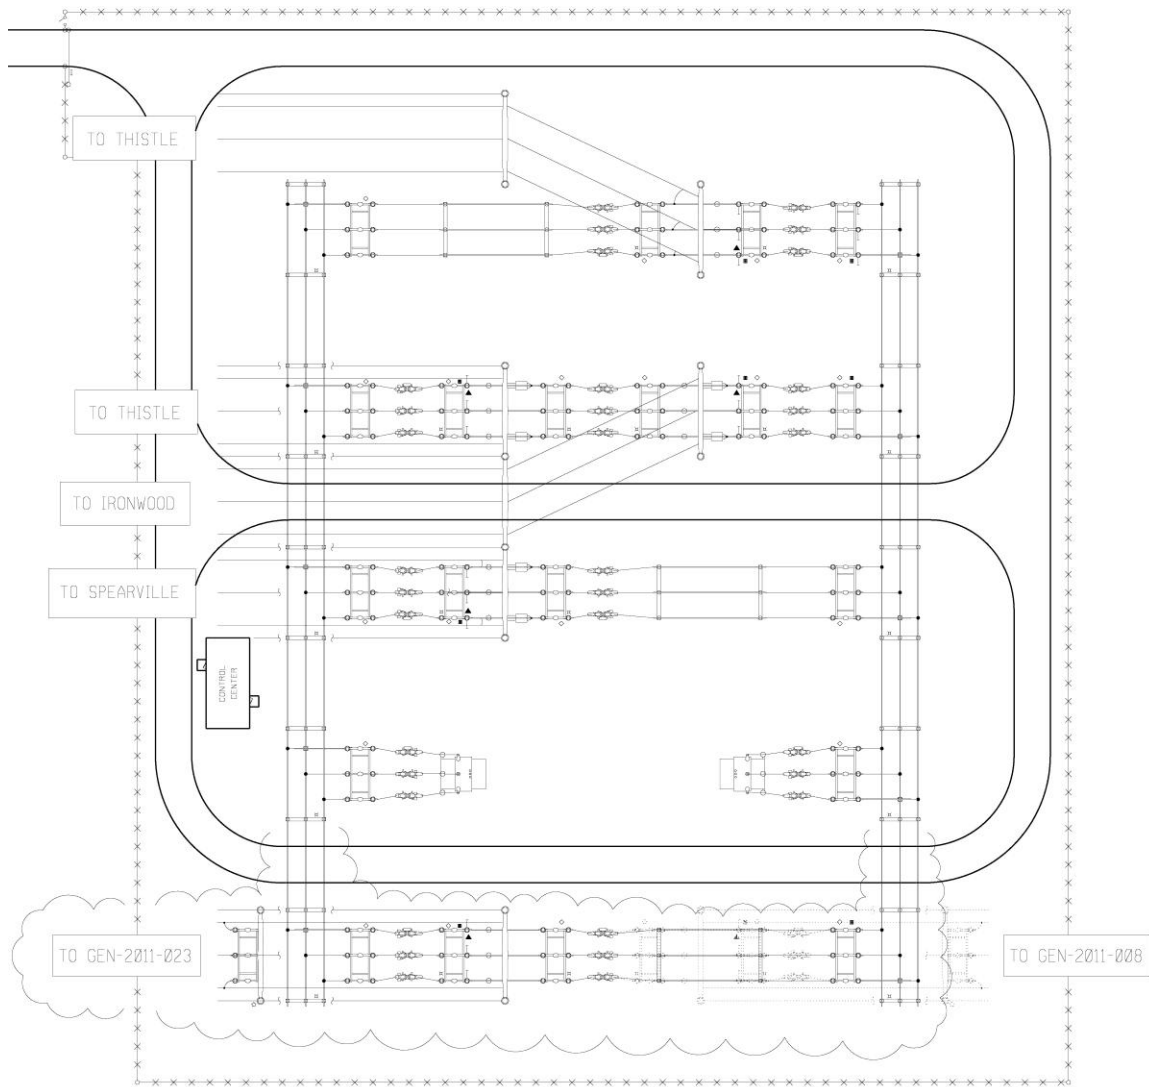 TO THISTLE
TO THISTLE
TO IRONWOOD
TO SPEARVILLE
CONTROL
CENTER
TO GEN-2011-023
TO GEN-2011-008